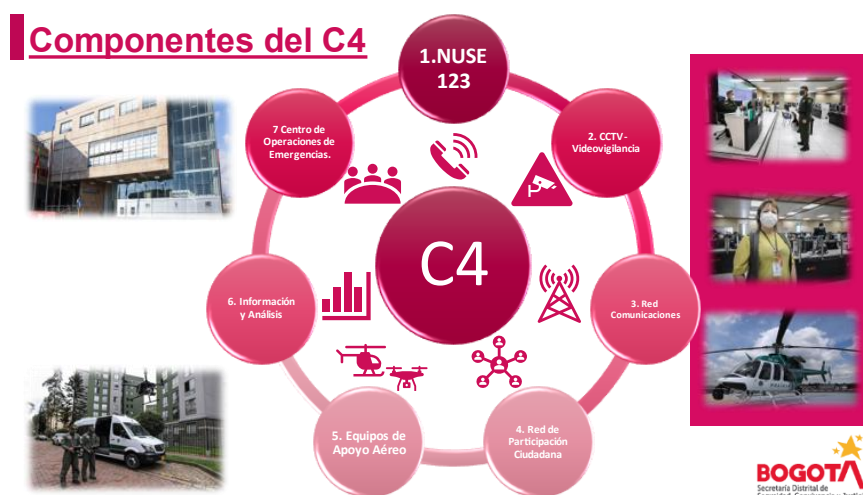 Componentes del C4
1.NUSE
123
2. CCTV-
Videovigilancia
3. Red
Comunicaciones
4. Red de
Participación
Ciudadana
5. Equipos de
Apoyo Aéreo
6. Información
y Análisis
7 Centro de
Operaciones de
Emergencias.
C4
BOGOTÁ
Secretaría Distrital de